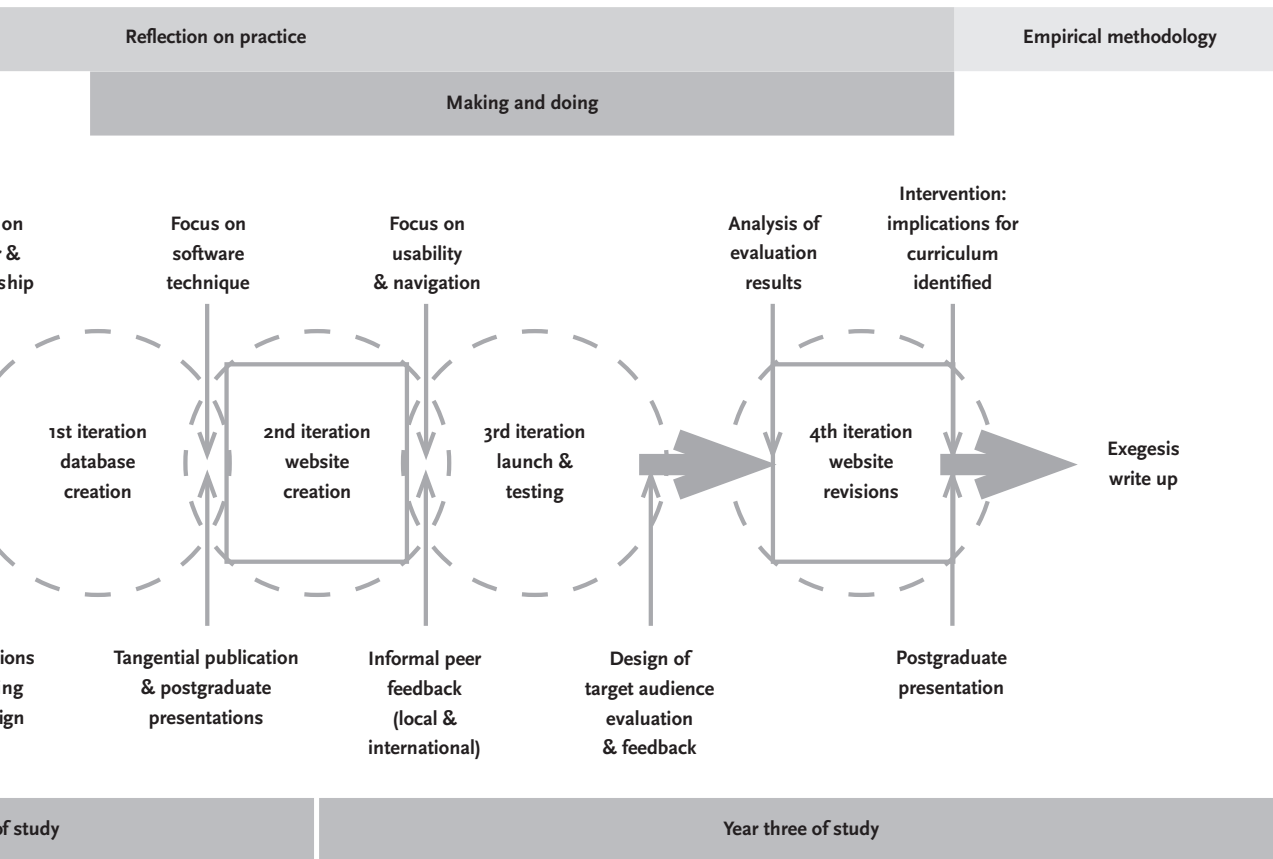 Reflection on practice
Empirical methodology
Making and doing
on
&
ship
Focus on
software
technique
Focus on
usability
& navigation
Analysis of
evaluation
results
Intervention:
implications for
curriculum
identified
1st iteration
database
creation
2nd iteration
website
creation
3rd iteration
launch &
testing
4th iteration
website
revisions
Exegesis
write up
ions
ng
ign
Tangential publication
& postgraduate
presentations
Informal peer
feedback
(local &
international)
Design of
target audience
evaluation
& feedback
Postgraduate
presentation
of study
Year three of study